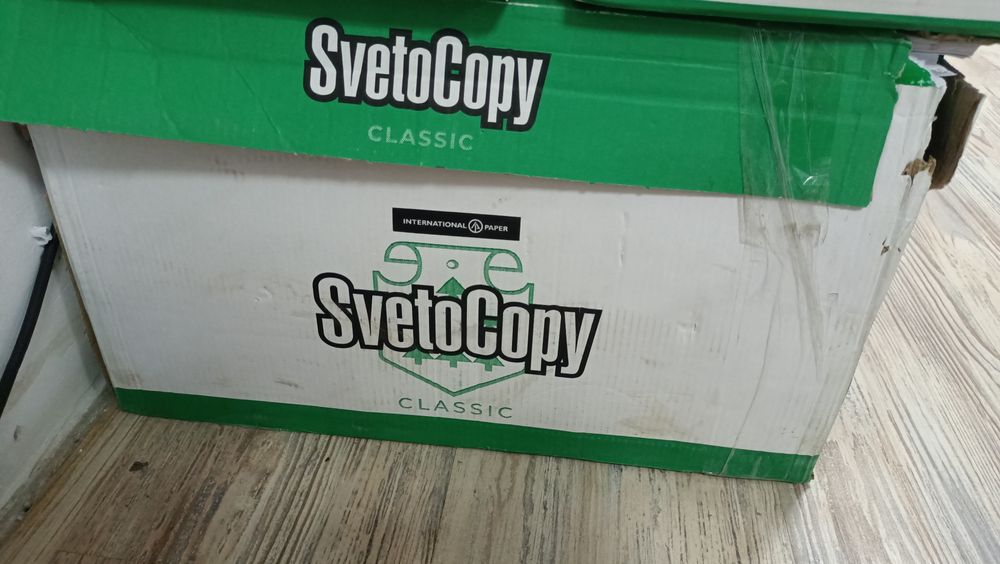 SvetoCopy
CLASSIC
INTERNATIONAL PAPER
SvetoCopy
CLASSIC